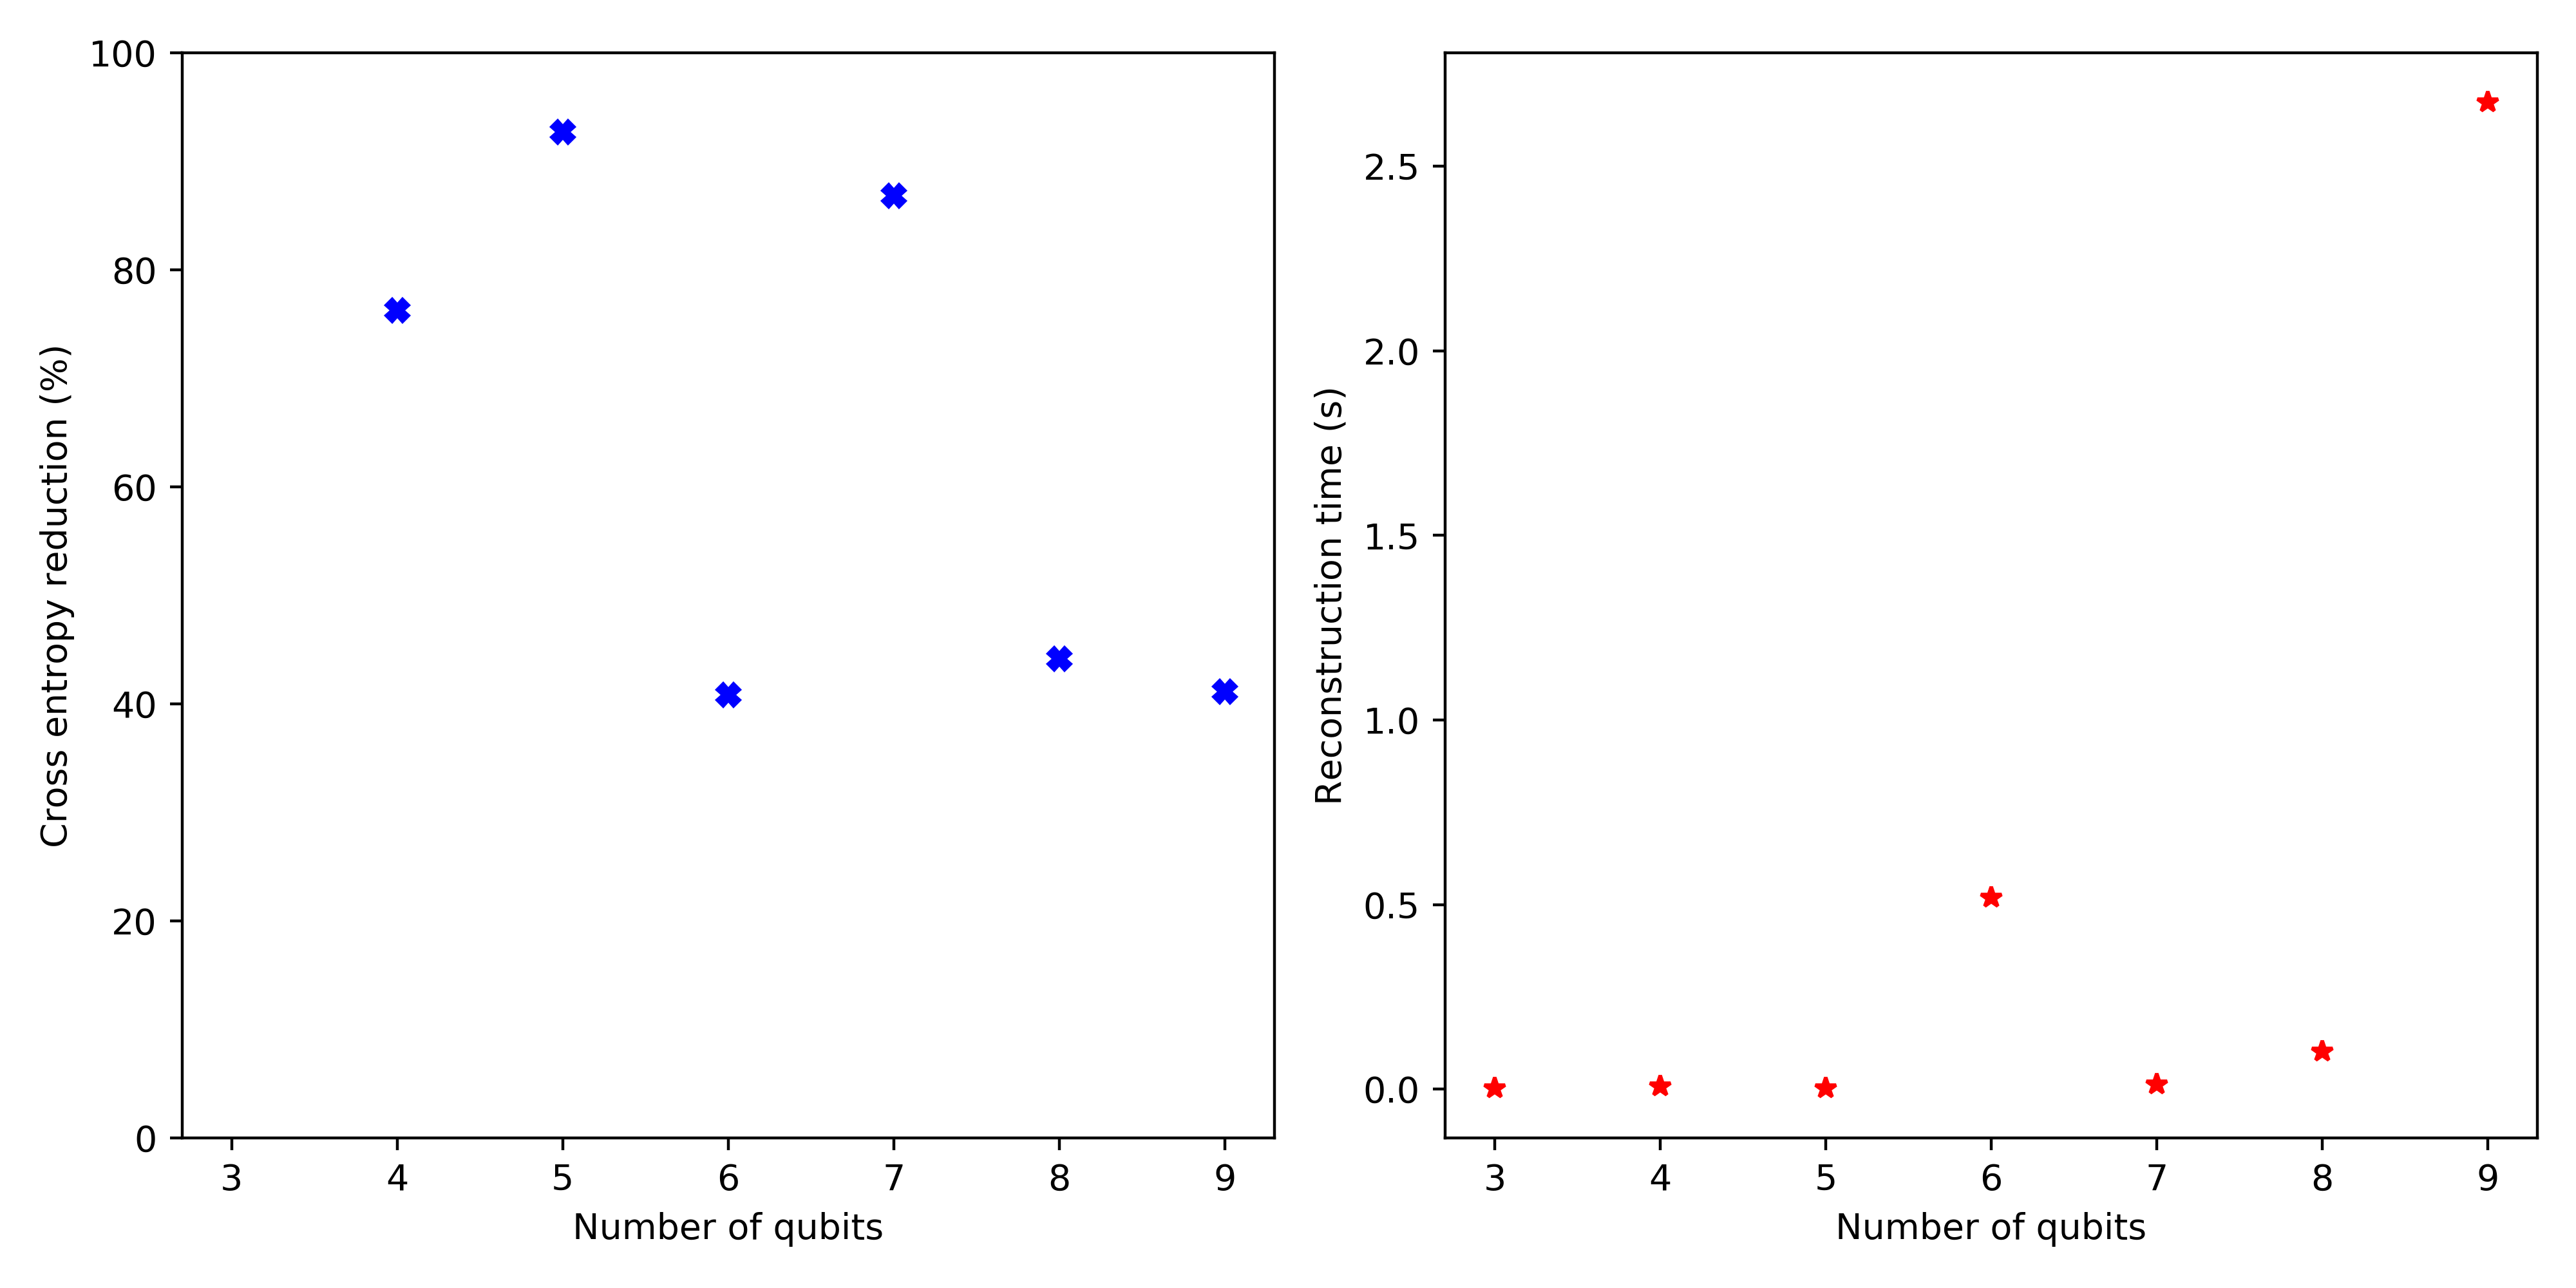 100
80
60
40
20
0
Cross entropy reduction (%)
3 4 5 6 7 8 9
Number of qubits
2.5
2.0
1.5
1.0
0.5
0.0
Reconstruction time (s)
3 4 5 6 7 8 9
Number of qubits